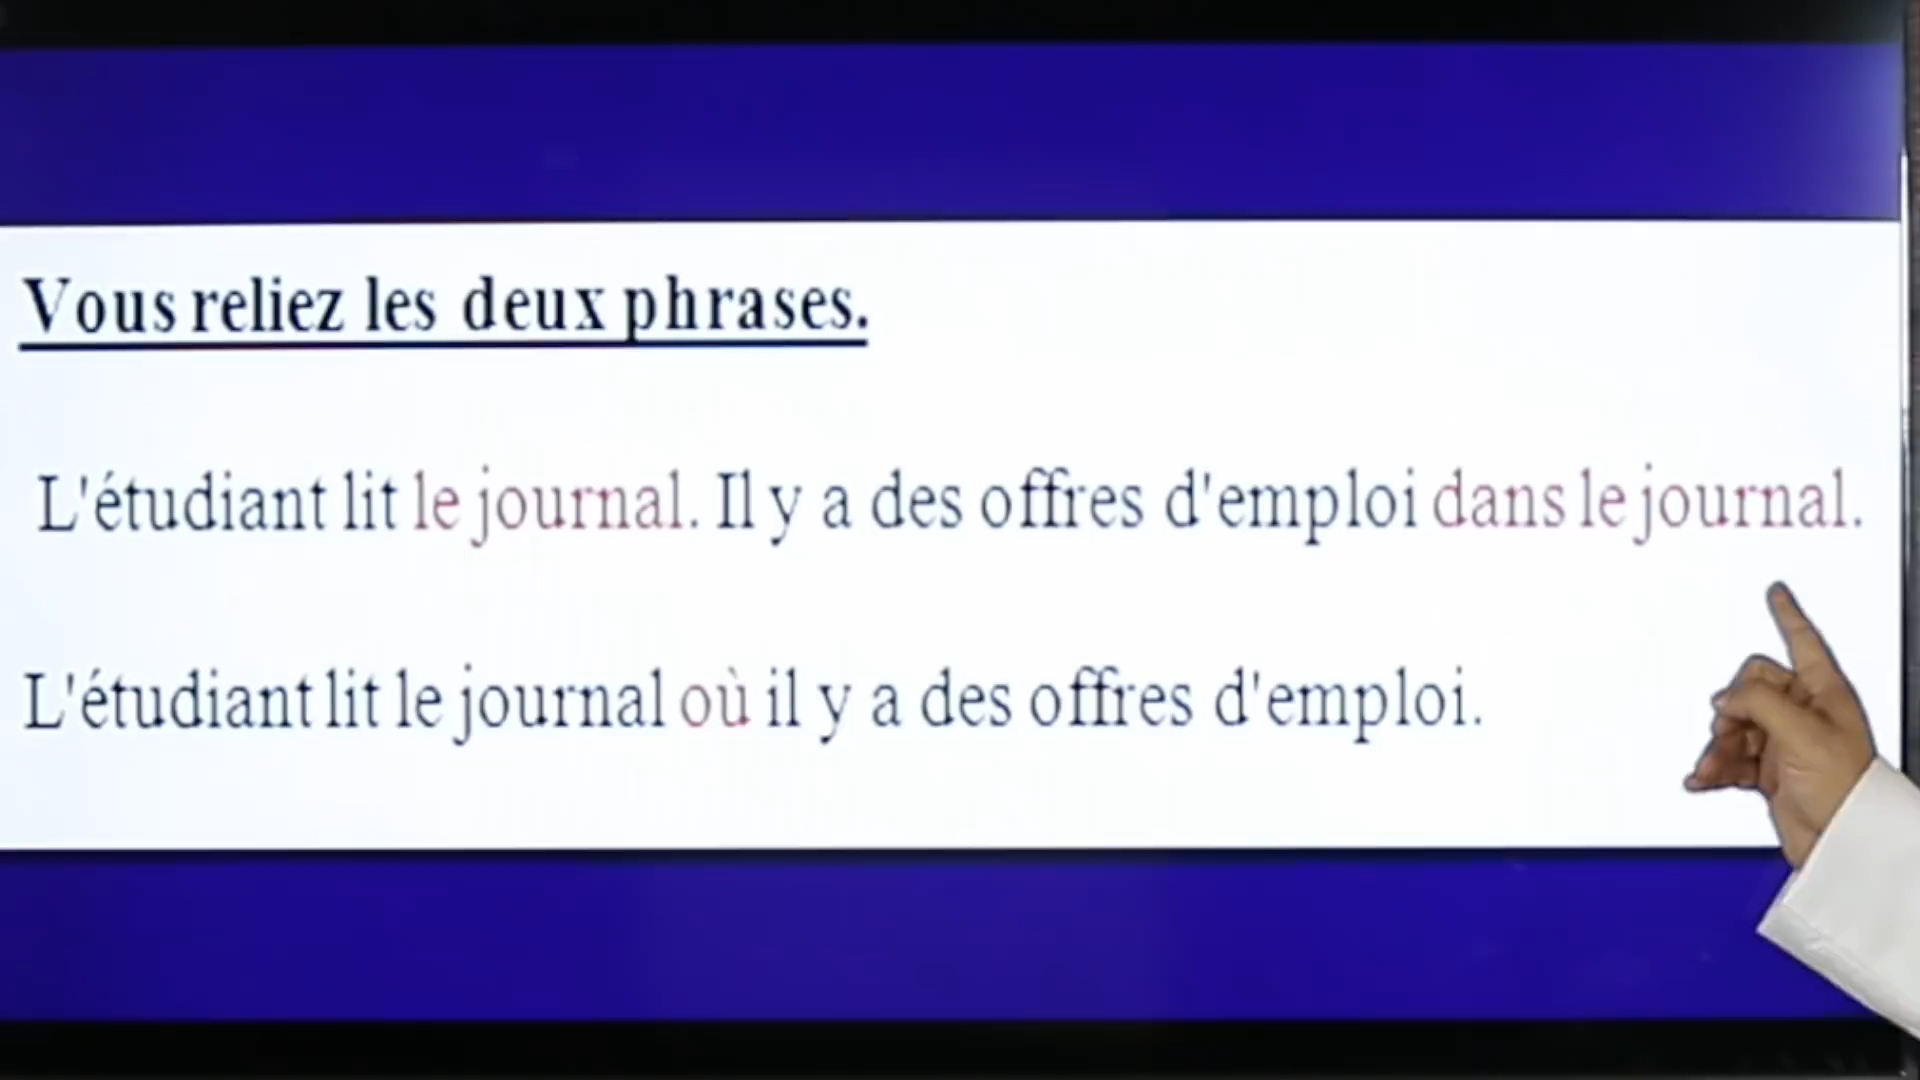 Vous reliez les deux phrases.
L'étudiant lit le journal. Il y a des offres d'emploi dans le journal.
L'étudiant lit le journal où il y a des offres d'emploi.